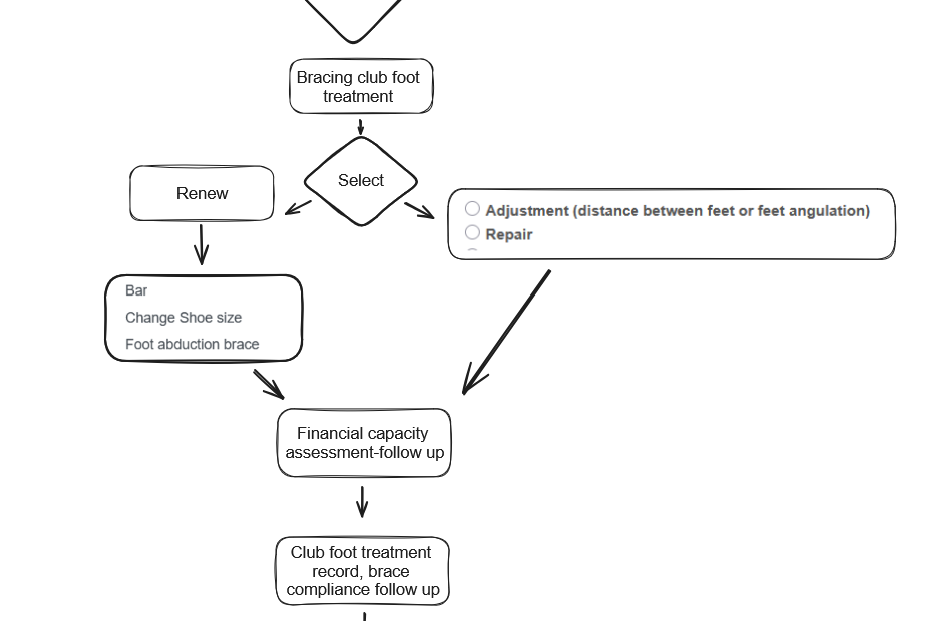 Bracing club foot
treatment
Select
Renew
Adjustment (distance between feet or feet angulation)
Repair
Bar
Change Shoe size
Foot abduction brace
Financial capacity
assessment-follow up
Club foot treatment
record, brace
compliance follow up